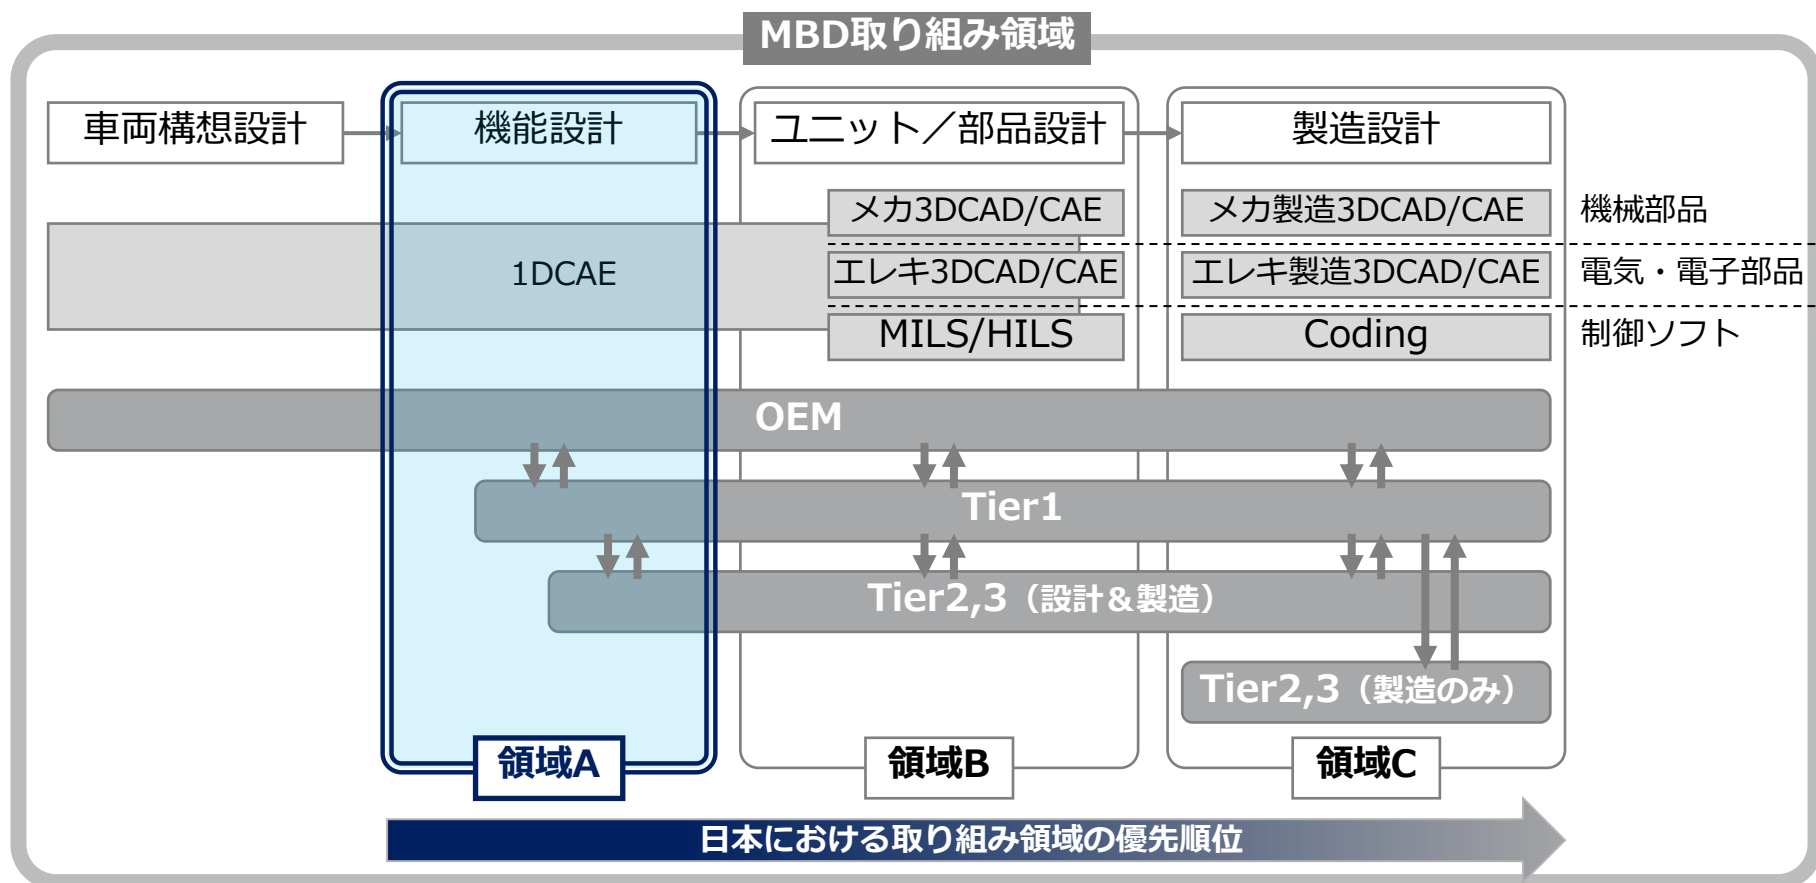 MBD取り組み領域
車両構想設計
機能設計
ユニット／部品設計
製造設計
メカ3DCAD/CAE
メカ製造3DCAD/CAE
機械部品
1DCAE
エレキ3DCAD/CAE
エレキ製造3DCAD/CAE
電気・電子部品
MILS/HILS
Coding
制御ソフト
OEM
Tier1
Tier2,3（設計＆製造）
Tier2,3（製造のみ）
領域A
領域B
領域C
日本における取り組み領域の優先順位